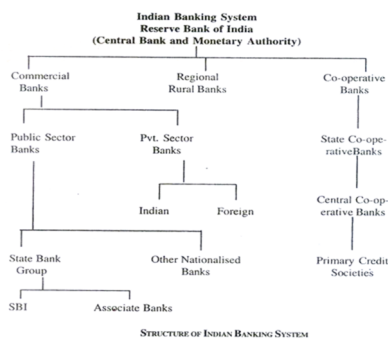 Indian Banking System
Reserve Bank of India
(Central Bank and Monetary Authority)
Commercial
Banks
Regional
Rural Banks
Co-operative
Banks
Public Sector
Banks
Pvt. Sector
Banks
State Co-ope-
rativeBanks
Indian
Foreign
Central Co-op-
erative Banks
State Bank
Group
Other Nationalised
Banks
Primary Credit
Societies
SBI
Associate Banks
STRUCTURE OF INDIAN BANKING SYSTEM